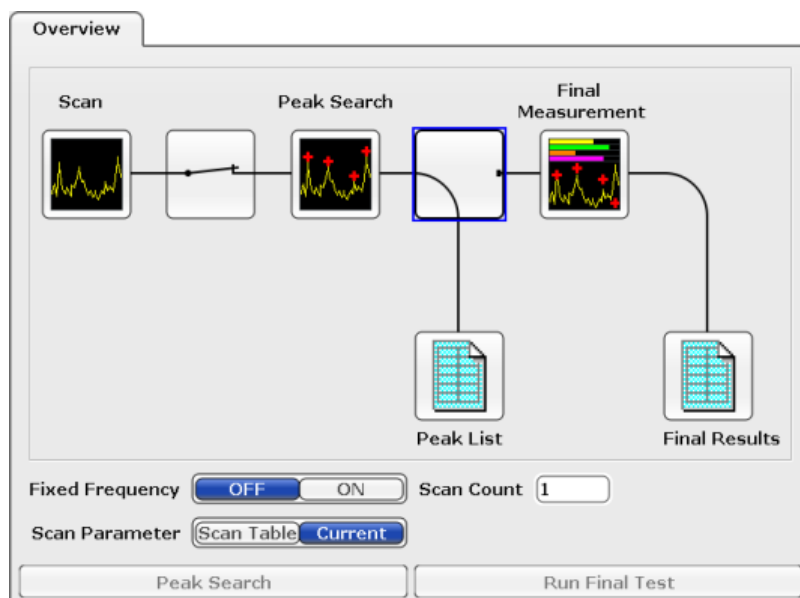 Overview
Scan
Peak Search
Final
Measurement
Peak List
Final Results
Fixed Frequency OFF ON Scan Count 1
Scan Parameter Scan Table Current
Peak Search Run Final Test